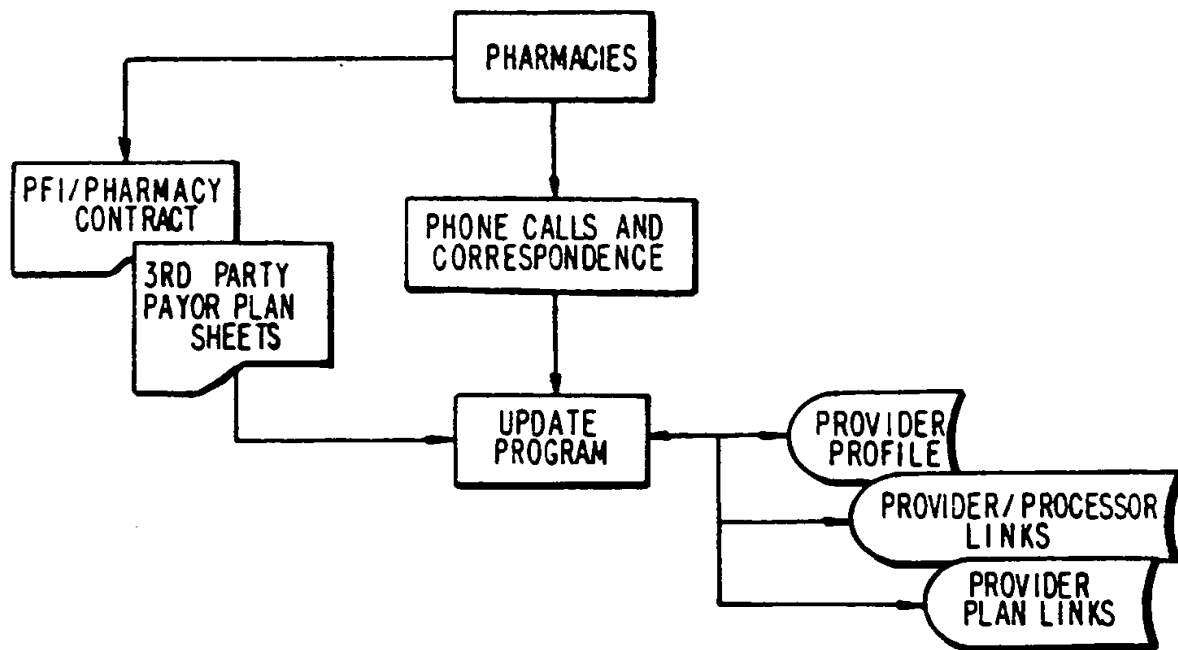 PHARMACIES
PFI/PHARMACY
CONTRACT
3RD PARTY
PAYOR PLAN
SHEETS
PHONE CALLS AND
CORRESPONDENCE
UPDATE
PROGRAM
PROVIDER
PROFILE
PROVIDER/PROCESSOR
LINKS
PROVIDER
PLAN LINKS